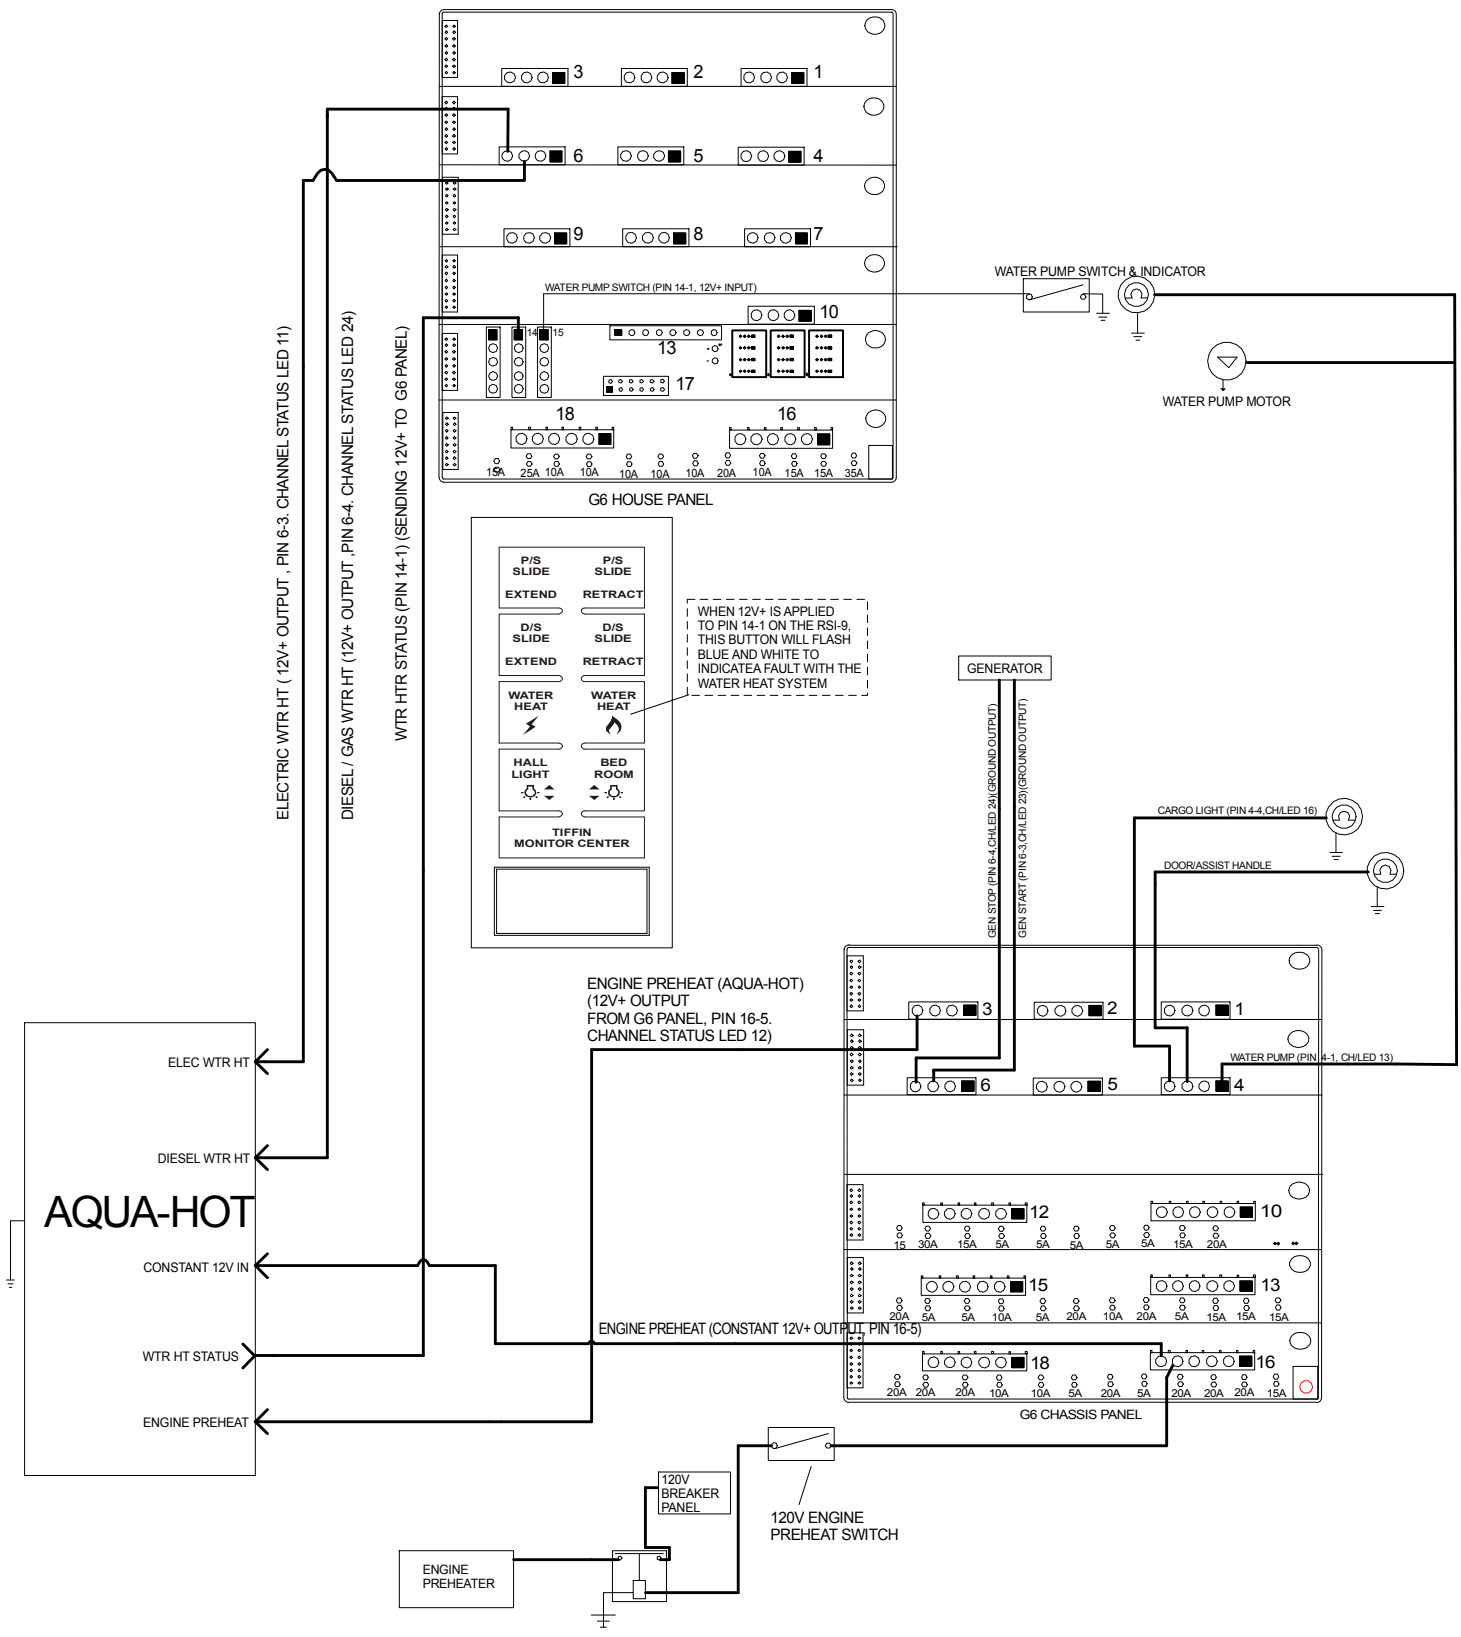 3 2 1
6 5 4
9 8 7
WATER PUMP SWITCH & INDICATOR
WATER PUMP SWITCH (PIN 14-1, 12V+ INPUT)
10
14 15
13
17
WATER PUMP MOTOR
18 16
15A 25A 10A 10A 10A 10A 10A 20A 10A 15A 15A 35A
G6 HOUSE PANEL
ELECTRIC WTR HT ( 12V+ OUTPUT , PIN 6-3. CHANNEL STATUS LED 11)
DIESEL / GAS WTR HT (12V+ OUTPUT ,PIN 6-4. CHANNEL STATUS LED 24)
WTR HTR STATUS (PIN 14-1) (SENDING 12V+ TO G6 PANEL)
P/S
SLIDE
EXTEND
P/S
SLIDE
RETRACT
D/S
SLIDE
EXTEND
D/S
SLIDE
RETRACT
WATER
HEAT
WATER
HEAT
HALL
LIGHT
BED
ROOM
TIFFIN
MONITOR CENTER
WHEN 12V+ IS APPLIED
TO PIN 14-1 ON THE RSI-9,
THIS BUTTON WILL FLASH
BLUE AND WHITE TO
INDICATEA FAULT WITH THE
WATER HEAT SYSTEM
GENERATOR
GEN STOP (PIN 6-4,CH/LED 24)(GROUND OUTPUT)
GEN START (PIN 6-3,CH/LED 23)(GROUND OUTPUT)
CARGO LIGHT (PIN 4-4,CH/LED 16)
DOOR/ASSIST HANDLE
ENGINE PREHEAT (AQUA-HOT)
(12V+ OUTPUT
FROM G6 PANEL, PIN 16-5.
CHANNEL STATUS LED 12)
3 2 1
WATER PUMP (PIN 4-1, CH/LED 13)
6 5 4
12 10
15 30A 15A 5A 5A 5A 5A 5A 15A 20A
15 13
20A 5A 5A 10A 5A 20A 10A 20A 5A 15A 15A 15A
ENGINE PREHEAT (CONSTANT 12V+ OUTPUT, PIN 16-5)
18 16
20A 20A 20A 10A 10A 5A 20A 5A 20A 20A 20A 15A
G6 CHASSIS PANEL
ELEC WTR HT
DIESEL WTR HT
AQUA-HOT
CONSTANT 12V IN
WTR HT STATUS
ENGINE PREHEAT
120V
BREAKER
PANEL
120V ENGINE
PREHEAT SWITCH
ENGINE
PREHEATER